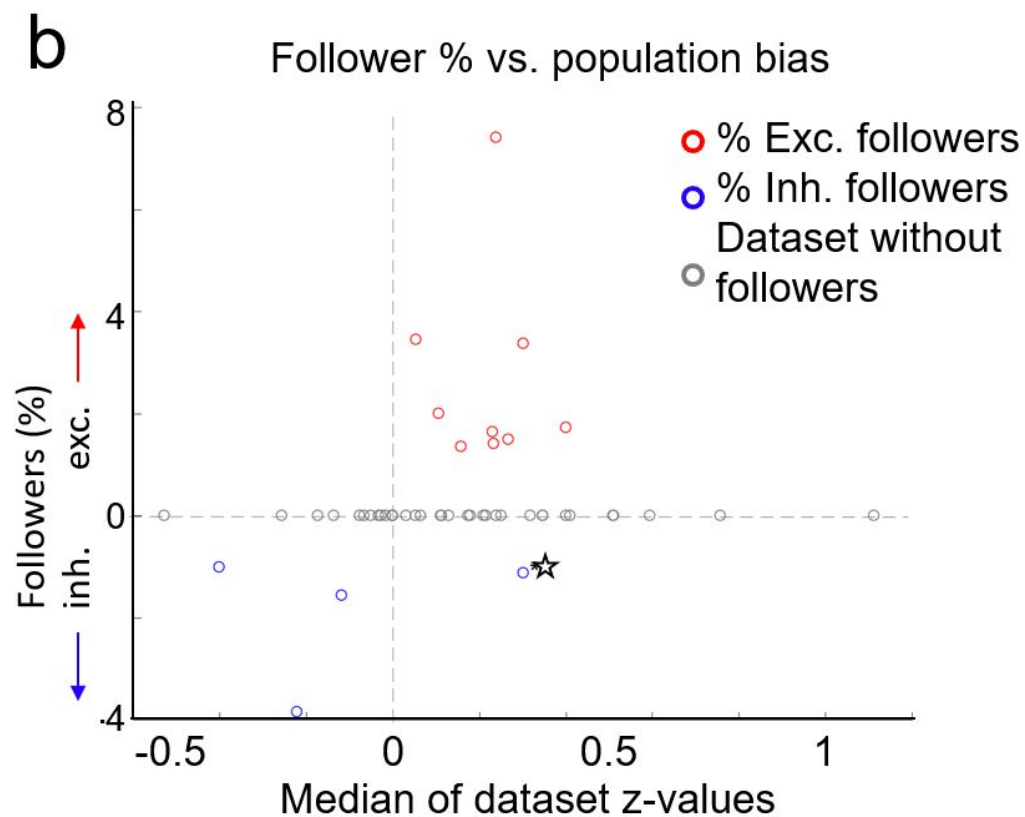 b
Follower % vs. population bias
8
4
0
-4
% Exc. followers
% Inh. followers
Dataset without
followers
Followers (%)
inh. exc.
-0.5 0 0.5 1
Median of dataset z-values